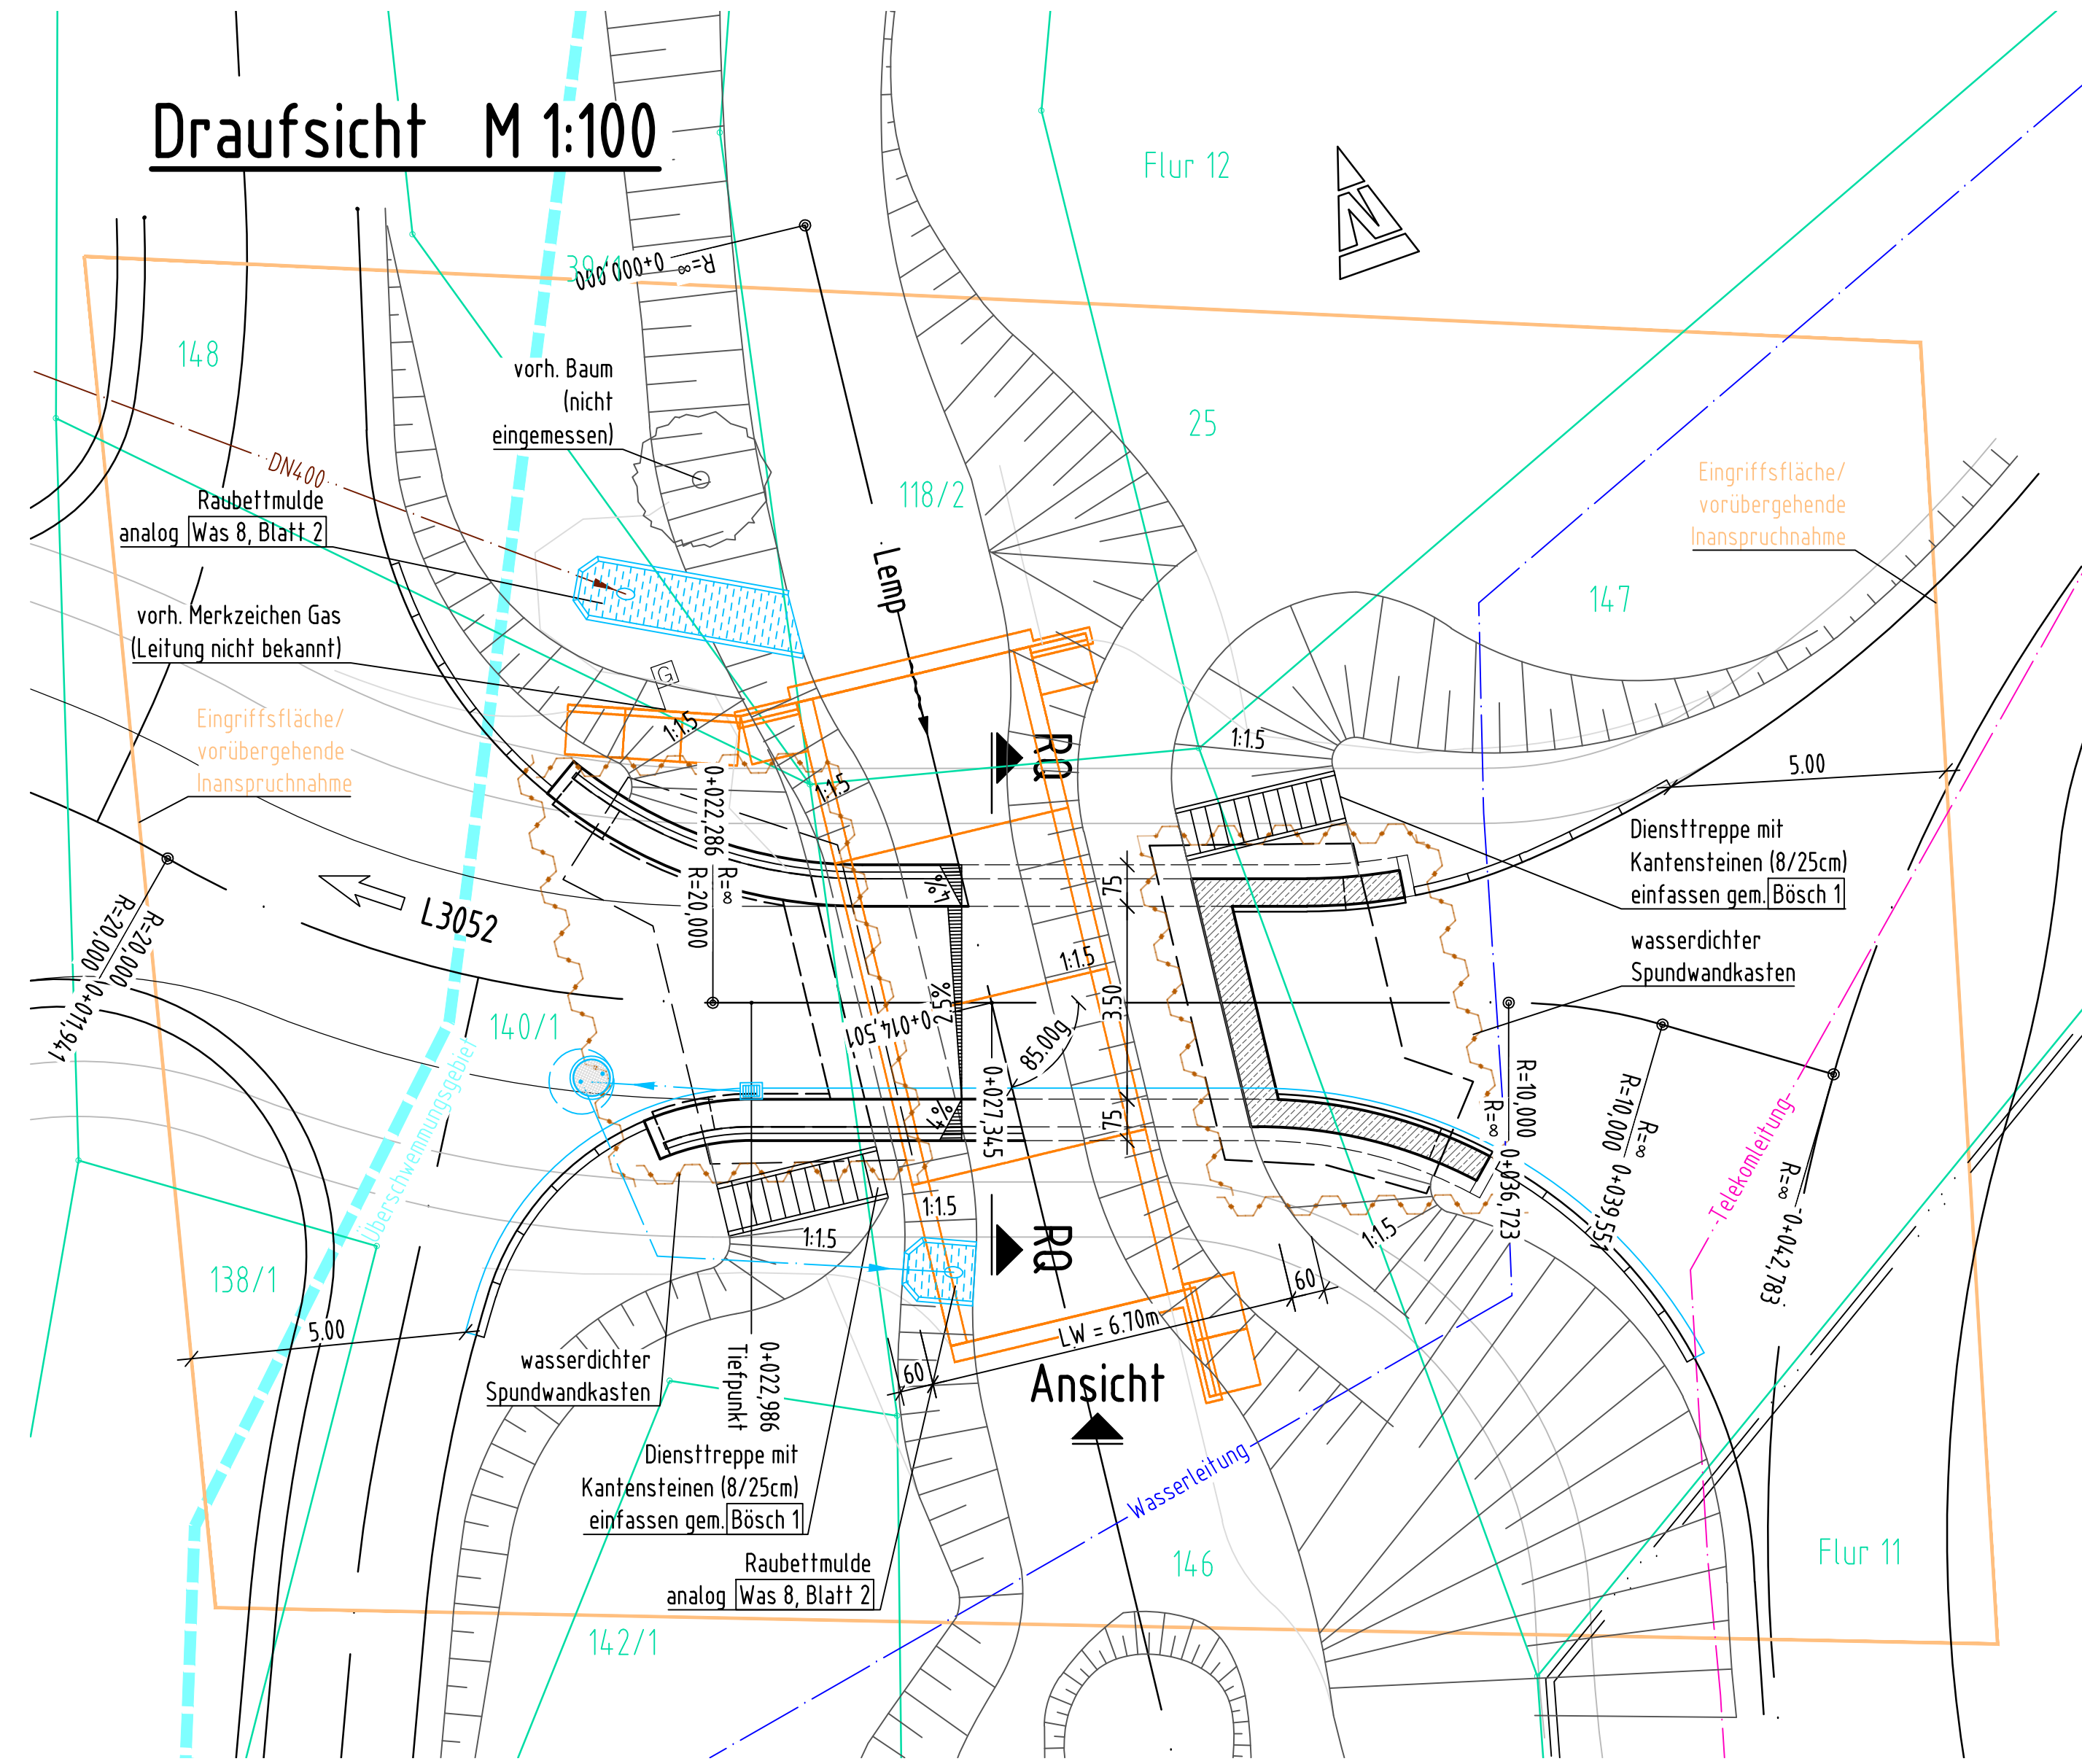 Draufsicht M 1:100
Flur 12
N
39/1
R=∞ 0+000,000
148
vorh. Baum
(nicht
eingemessen)
25
118/2
DN400
Raubettmulde
analog Was 8, Blatt 2
Eingriffsfläche/
vorübergehende
Inanspruchnahme
Lemp
147
vorh. Merkzeichen Gas
(Leitung nicht bekannt)
G
Eingriffsfläche/
vorübergehende
Inanspruchnahme
1:1.5
1:1.5
RQ
1:1.5
5.00
0+022,286
R=∞
R=20,000
Diensttreppe mit
Kantensteinen (8/25cm)
einfassen gem. Bösch 1
75
4%
L3052
R=20,000
R=20,000 0+011,941
wasserdichter
Spundwandkasten
1:1.5
2.5%
3.50
0+014,501
85.00g
140/1
0+027,345
Überschwemmungsgebiet
4%
75
R=10,000
R=∞ 0+036,723
R=∞
R=10,000 0+039,551
R=∞ 0+042,783
Telekomleitung
1:1.5
1:1.5
1:1.5
RQ
138/1
60
5.00
LW = 6.70m
0+022,986
Tiefpunkt
wasserdichter
Spundwandkasten
60
Ansicht
Diensttreppe mit
Kantensteinen (8/25cm)
einfassen gem. Bösch 1
Wasserleitung
Raubettmulde
analog Was 8, Blatt 2
146
Flur 11
142/1